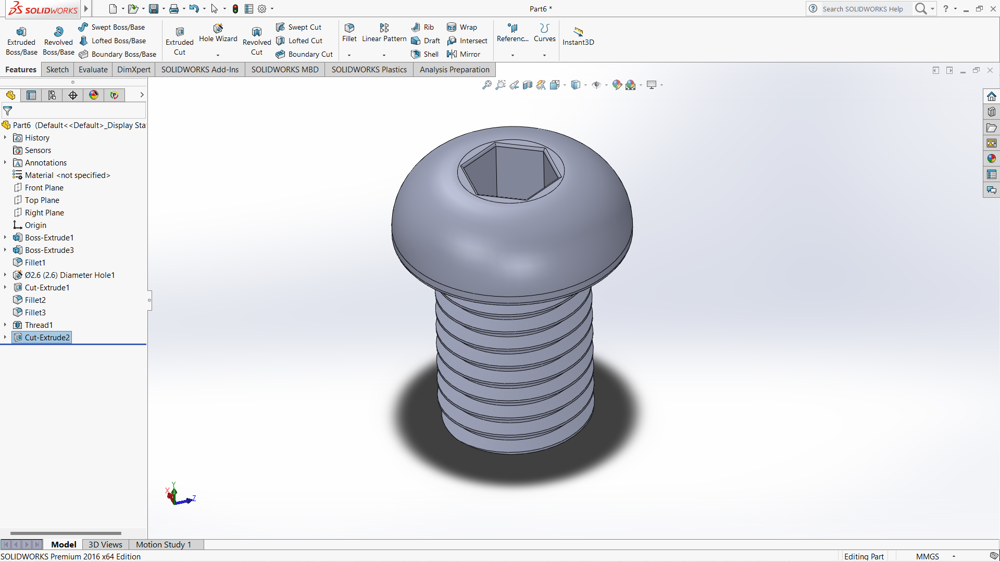 SOLIDWORKS
Part6 *
Search SOLIDWORKS Help
?
Extruded Boss/Base
Revolved Boss/Base
Swept Boss/Base
Lofted Boss/Base
Boundary Boss/Base
Extruded Cut
Hole Wizard
Revolved Cut
Swept Cut
Lofted Cut
Boundary Cut
Fillet
Linear Pattern
Rib
Draft
Shell
Wrap
Intersect
Mirror
Referenc...
Curves
Instant3D
Features
Sketch
Evaluate
DimXpert
SOLIDWORKS Add-Ins
SOLIDWORKS MBD
SOLIDWORKS Plastics
Analysis Preparation
Part6 (Default<<Default>_Display Sta
History
Sensors
Annotations
Material <not specified>
Front Plane
Top Plane
Right Plane
Origin
Boss-Extrude1
Boss-Extrude3
Fillet1
Ø2.6 (2.6) Diameter Hole1
Cut-Extrude1
Fillet2
Fillet3
Thread1
Cut-Extrude2
Y
X
Z
Model
3D Views
Motion Study 1
SOLIDWORKS Premium 2016 x64 Edition
Editing Part
MMGS